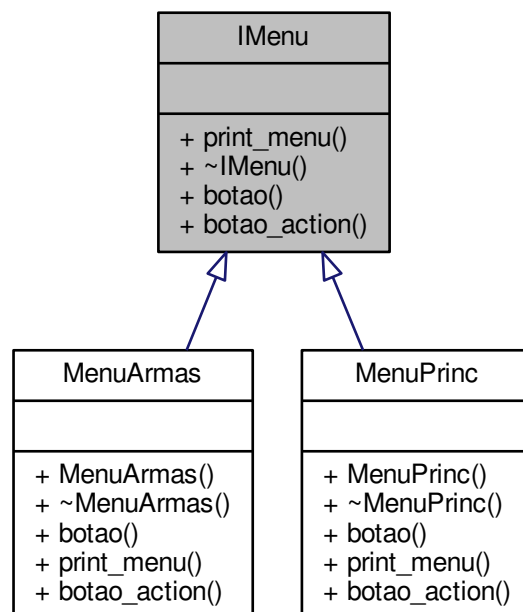 IMenu
+ print_menu()
+ ~IMenu()
+ botao()
+ botao_action()
MenuArmas
+ MenuArmas()
+ ~MenuArmas()
+ botao()
+ print_menu()
+ botao_action()
MenuPrinc
+ MenuPrinc()
+ ~MenuPrinc()
+ botao()
+ print_menu()
+ botao_action()